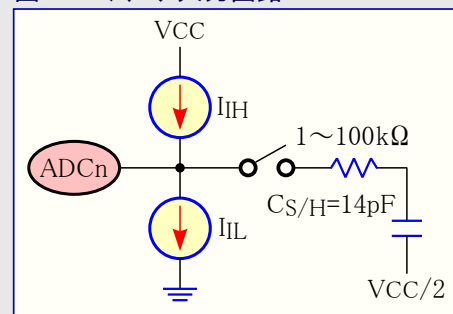 VCC
IIH
1～100kΩ
ADCn
CS/H=14pF
IIL
VCC/2